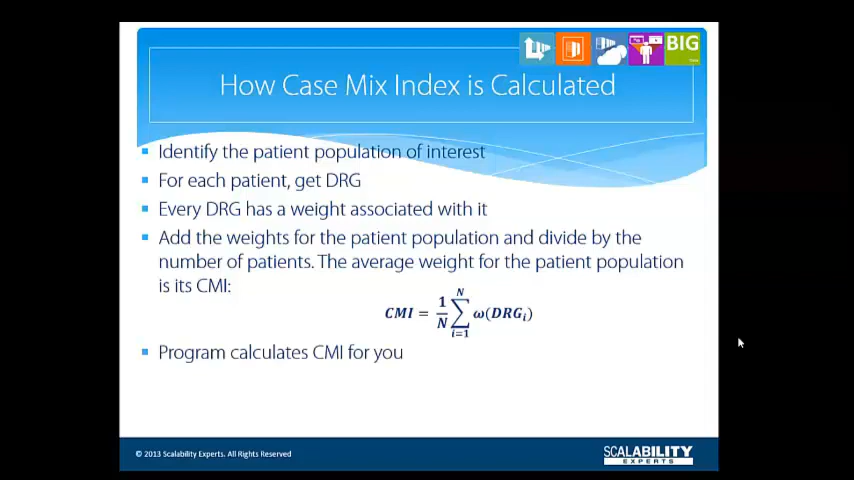 BIG
How Case Mix Index is Calculated
Identify the patient population of interest
For each patient, get DRG
Every DRG has a weight associated with it
Add the weights for the patient population and divide by the
number of patients. The average weight for the patient population
is its CMI:
CMI = 1/N ∑_{i=1}^{N} ω(DRG_i)
Program calculates CMI for you
© 2013 Scalability Experts. All Rights Reserved
SCALABILITY
EXPERTS